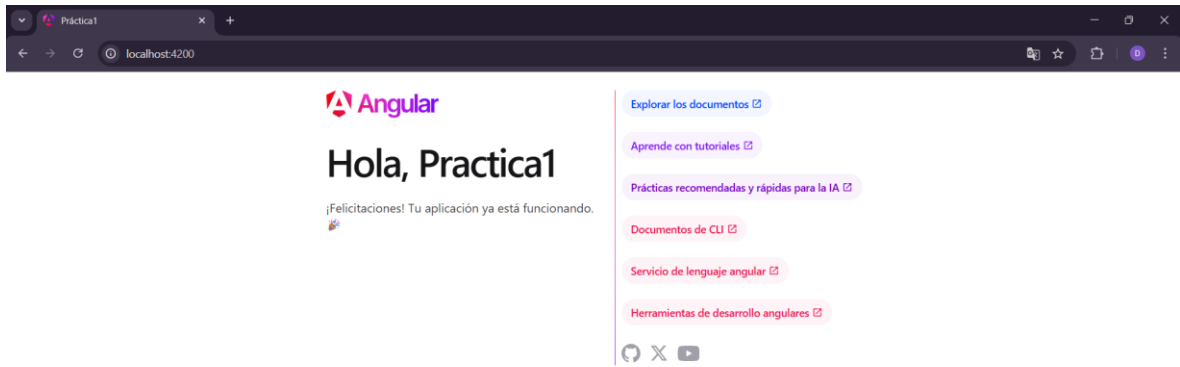 Práctica1
localhost:4200
D
Angular
Hola, Practica1
¡Felicitaciones! Tu aplicación ya está funcionando.
🎉
Explorar los documentos
Aprende con tutoriales
Prácticas recomendadas y rápidas para la IA
Documentos de CLI
Servicio de lenguaje angular
Herramientas de desarrollo angulares